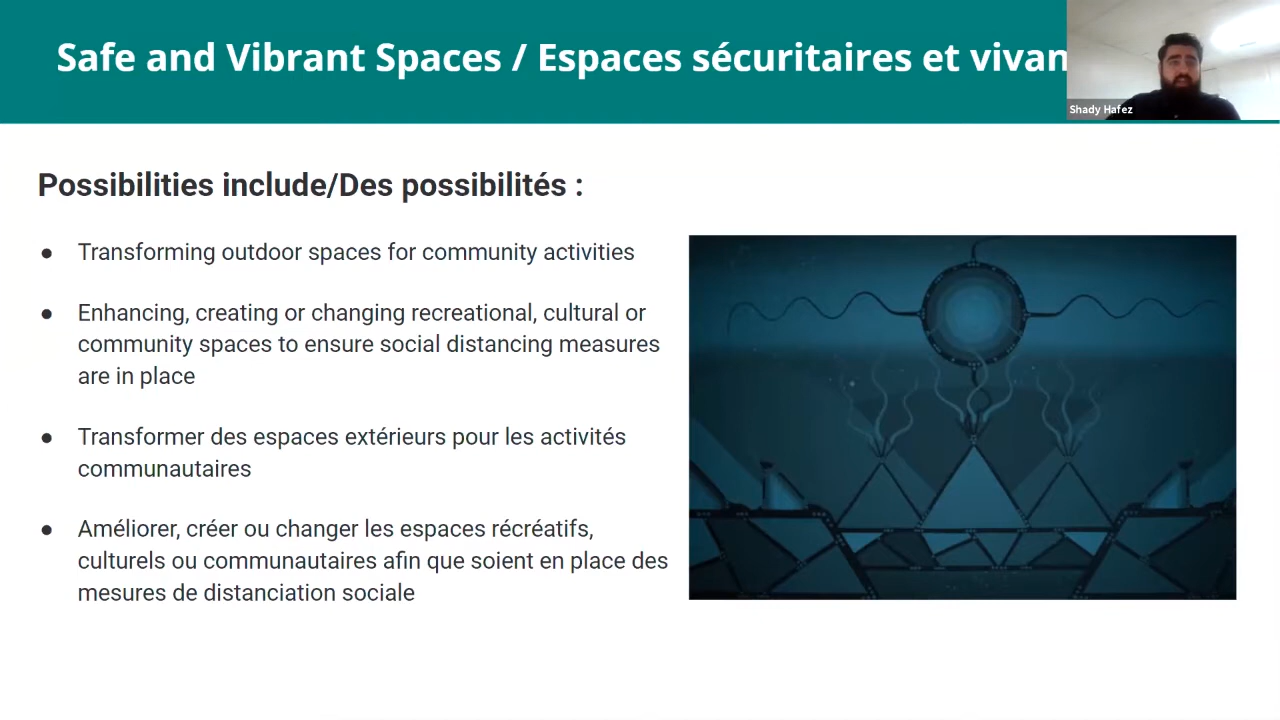 Safe and Vibrant Spaces / Espaces sécuritaires et vivan
Shady Hafez
Possibilities include/Des possibilités :
● Transforming outdoor spaces for community activities
● Enhancing, creating or changing recreational, cultural or
community spaces to ensure social distancing measures
are in place
● Transformer des espaces extérieurs pour les activités
communautaires
● Améliorer, créer ou changer les espaces récréatifs,
culturels ou communautaires afin que soient en place des
mesures de distanciation sociale